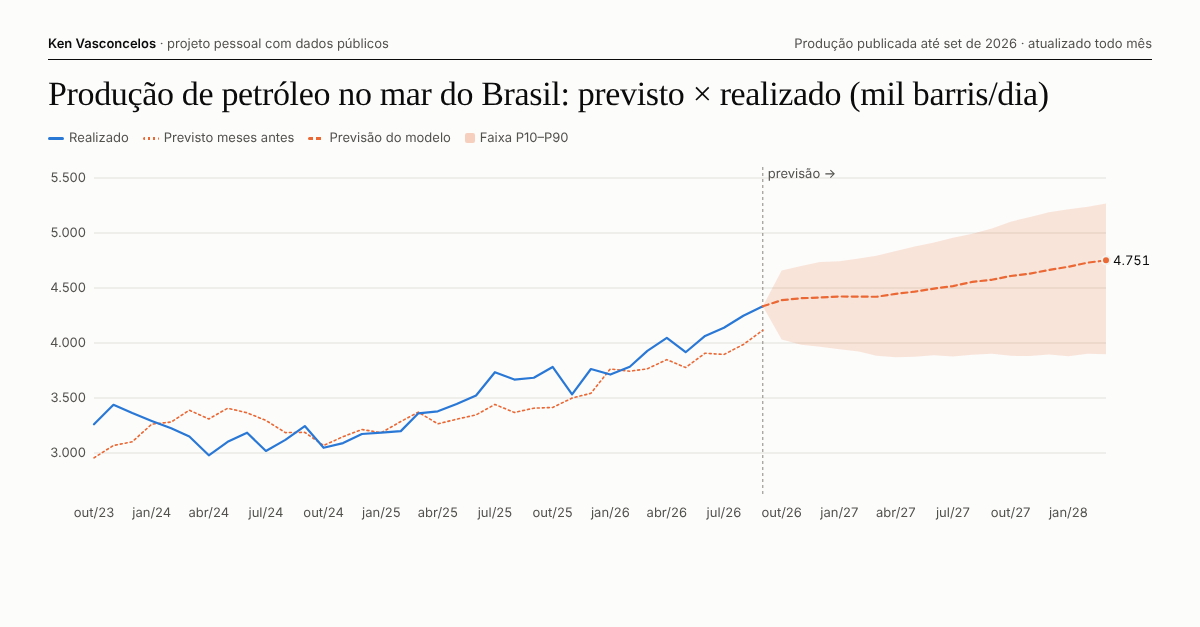 Ken Vasconcelos · projeto pessoal com dados públicos
Produção publicada até set de 2026 · atualizado todo mês
Produção de petróleo no mar do Brasil: previsto × realizado (mil barris/dia)
Realizado Previsto meses antes Previsão do modelo Faixa P10–P90
5.500
previsão →
5.000
4.751
4.500
4.000
3.500
3.000
out/23 jan/24 abr/24 jul/24 out/24 jan/25 abr/25 jul/25 out/25 jan/26 abr/26 jul/26 out/26 jan/27 abr/27 jul/27 out/27 jan/28